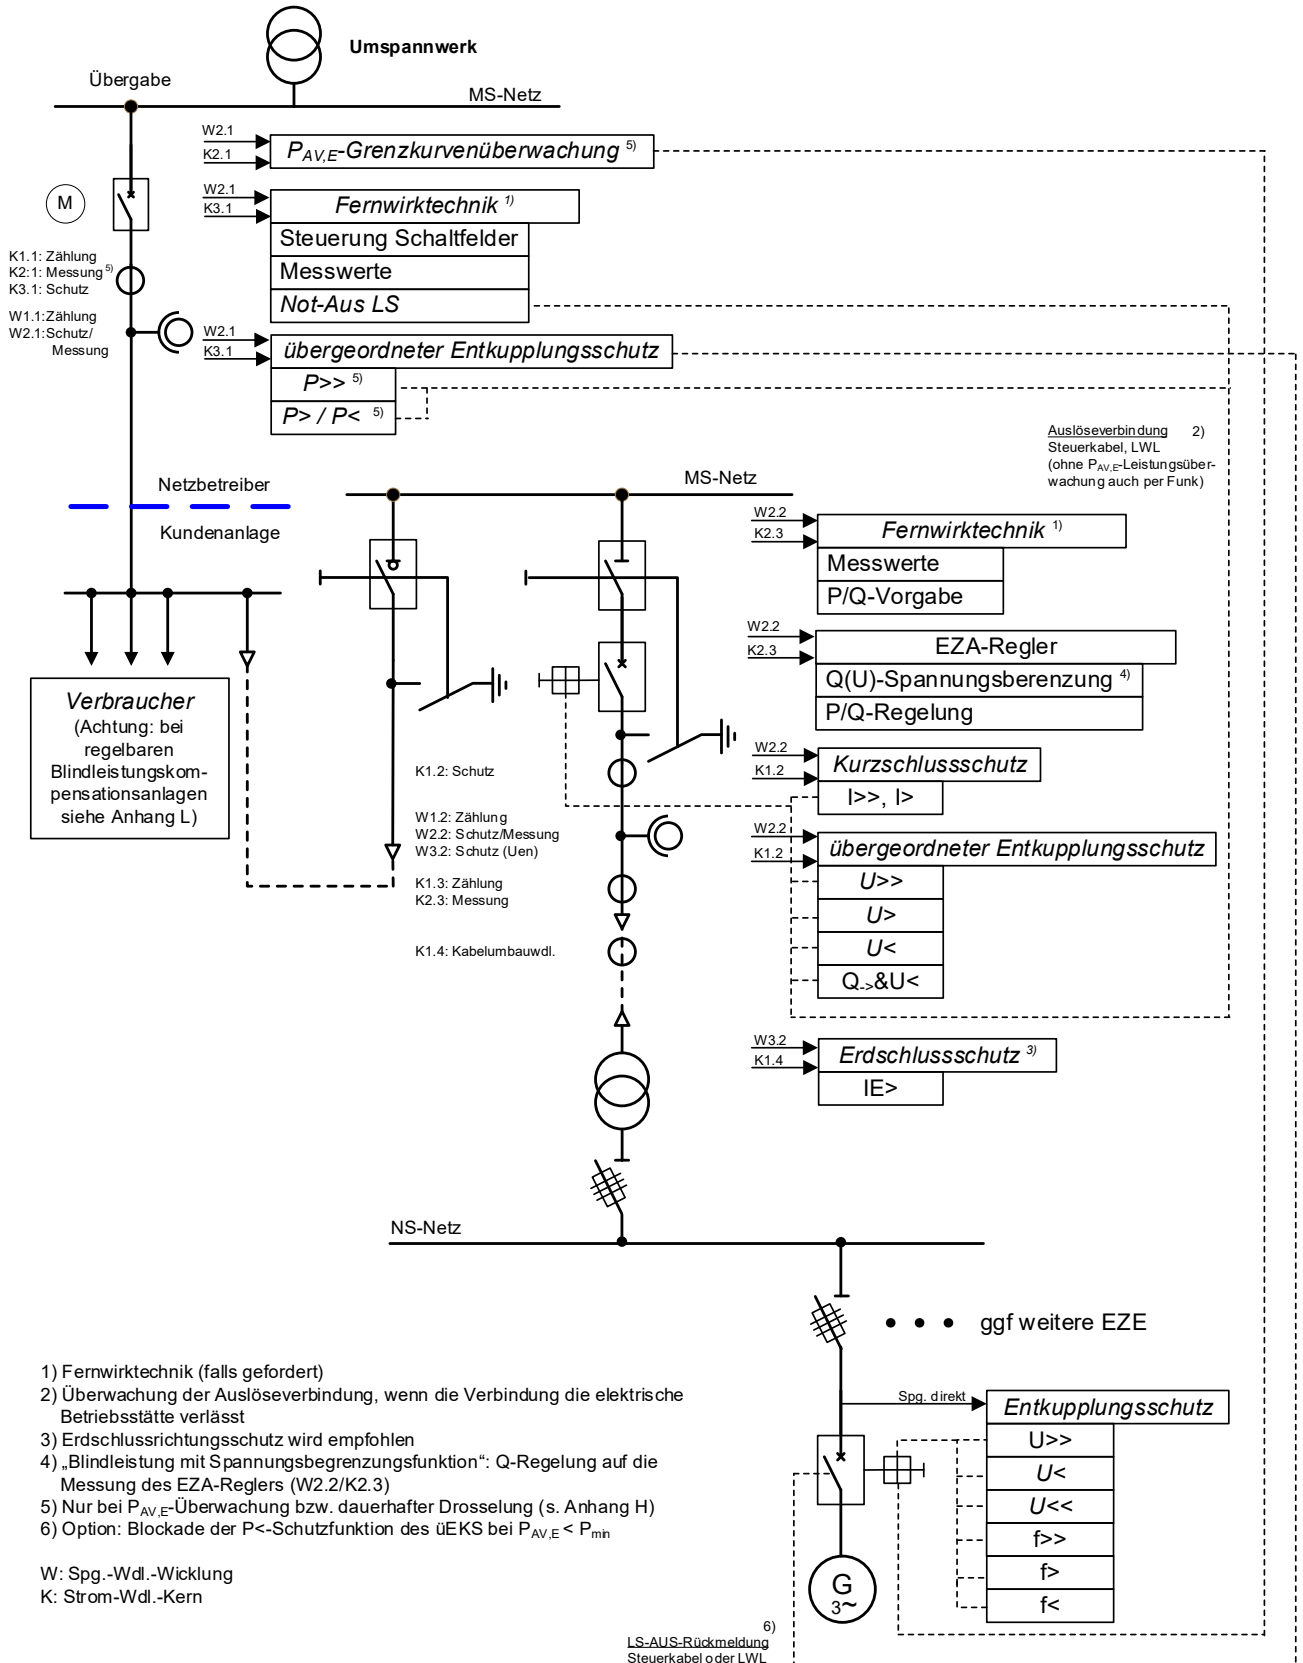 Umspannwerk
Übergabe
MS-Netz
W2.1
K2.1
P_AV,E-Grenzkurvenüberwachung 5)
M
W2.1
K3.1
Fernwirktechnik 1)
Steuerung Schaltfelder
Messwerte
Not-Aus LS
K1.1: Zählung
K2:1: Messung 5)
K3.1: Schutz
W1.1:Zählung
W2.1:Schutz/
Messung
W2.1
K3.1
übergeordneter Entkupplungsschutz
P>> 5)
P> / P< 5)
Auslöseverbindung 2)
Steuerkabel, LWL
(ohne P_AV,E-Leistungsüber-
wachung auch per Funk)
Netzbetreiber
Kundenanlage
MS-Netz
W2.2
K2.3
Fernwirktechnik 1)
Messwerte
P/Q-Vorgabe
W2.2
K2.3
EZA-Regler
Q(U)-Spannungsberenzung 4)
P/Q-Regelung
Verbraucher
(Achtung: bei
regelbaren
Blindleistungskom-
pensationsanlagen
siehe Anhang L)
K1.2: Schutz
W2.2
K1.2
Kurzschlussschutz
I>>, I>
W1.2: Zählung
W2.2: Schutz/Messung
W3.2: Schutz (Uen)
K1.3: Zählung
K2.3: Messung
K1.4: Kabelumbauwdl.
W2.2
K1.2
übergeordneter Entkupplungsschutz
U>>
U>
U<
Q->&U<
W3.2
K1.4
Erdschlussschutz 3)
IE>
NS-Netz
ggf weitere EZE
1) Fernwirktechnik (falls gefordert)
2) Überwachung der Auslöseverbindung, wenn die Verbindung die elektrische
Betriebsstätte verlässt
3) Erdschlussrichtungsschutz wird empfohlen
4) „Blindleistung mit Spannungsbegrenzungsfunktion“: Q-Regelung auf die
Messung des EZA-Reglers (W2.2/K2.3)
5) Nur bei P_AV,E-Überwachung bzw. dauerhafter Drosselung (s. Anhang H)
6) Option: Blockade der P<-Schutzfunktion des üEKS bei P_AV,E < P_min
W: Spg.-Wdl.-Wicklung
K: Strom-Wdl.-Kern
Spg. direkt
Entkupplungsschutz
U>>
U<
U<<
f>>
f>
f<
G
3~
6)
LS-AUS-Rückmeldung
Steuerkabel oder LWL